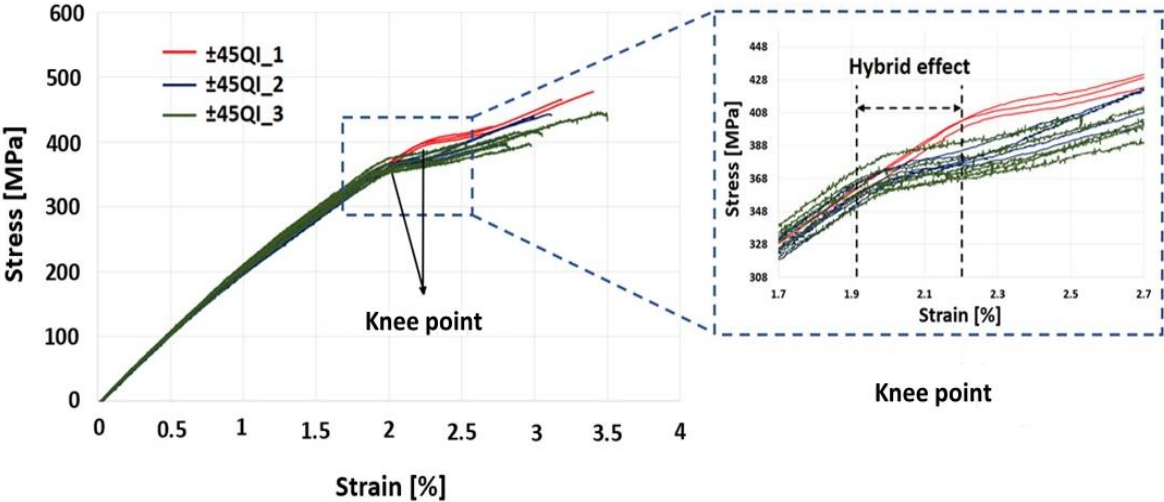 600
500
400
300
200
100
0
Stress [MPa]
±45QI_1
±45QI_2
±45QI_3
Knee point
0 0.5 1 1.5 2 2.5 3 3.5 4
Strain [%]
448
428
408
388
368
348
328
308
Stress [MPa]
Hybrid effect
1.7 1.9 2.1 2.3 2.5 2.7
Strain [%]
Knee point